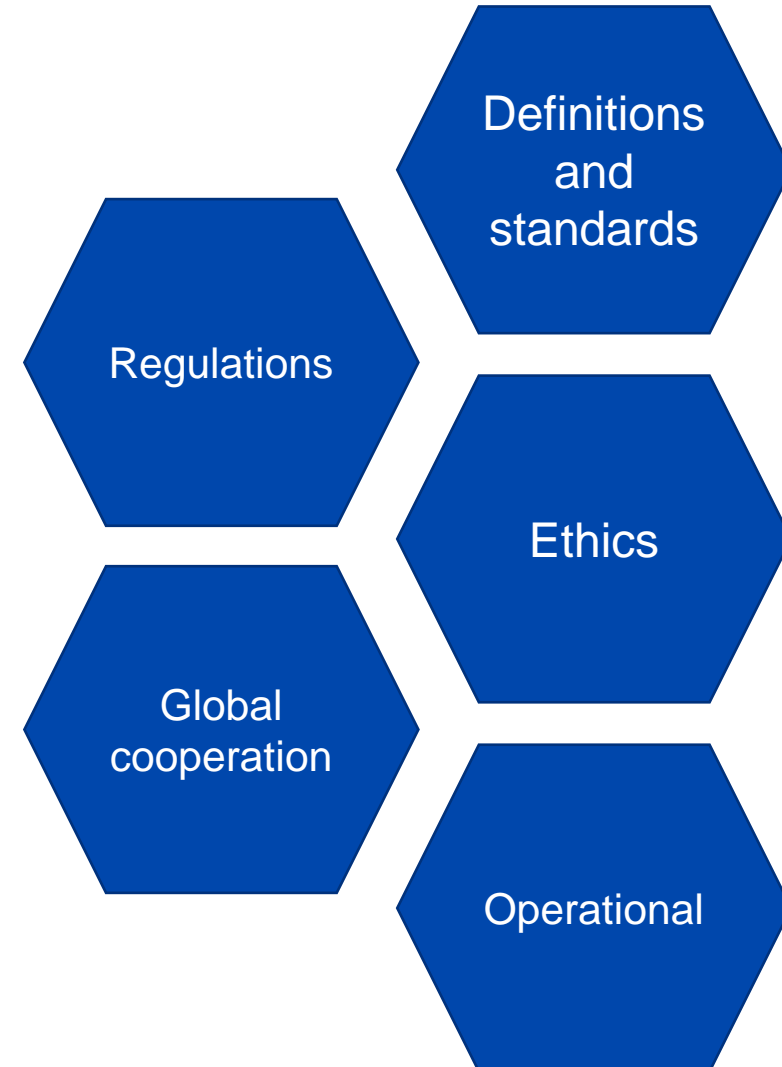 Definitions
and
standards
Regulations
Ethics
Global
cooperation
Operational